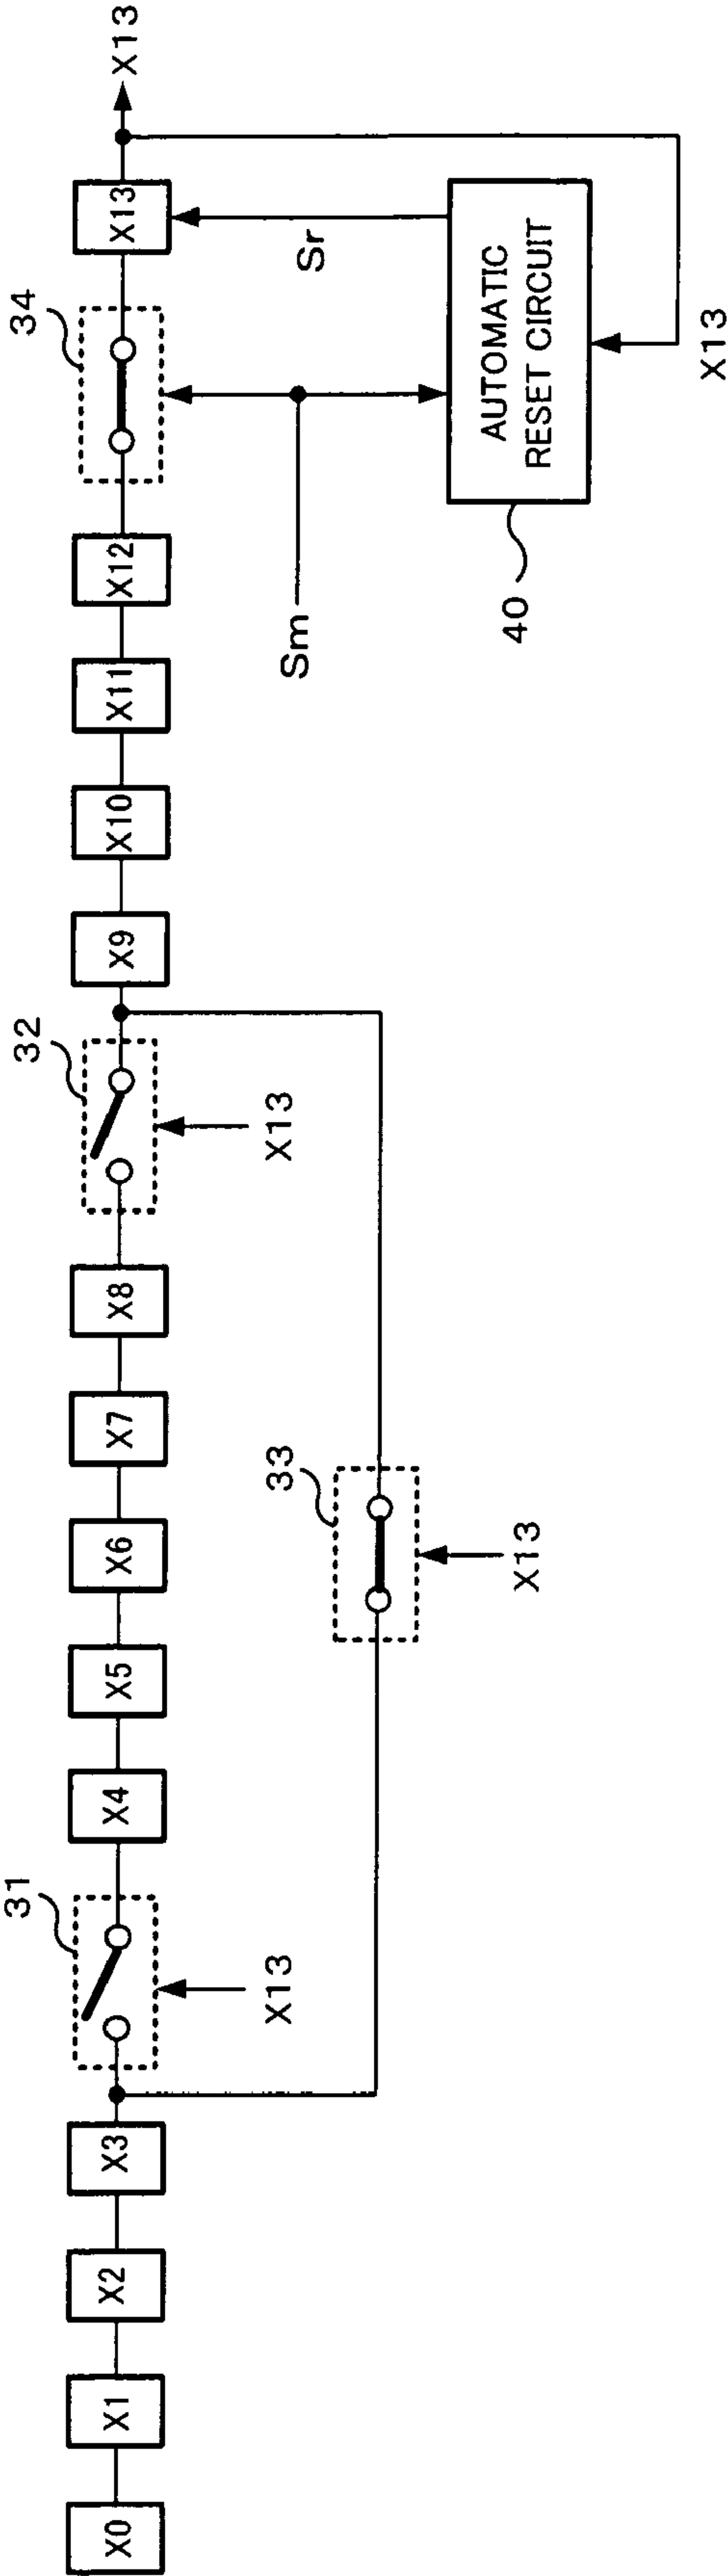 X0
X1
X2
X3
31
X13
X4
X5
X6
X7
X8
33
X13
32
X13
X9
X10
X11
X12
34
Sm
X13
Sr
40
AUTOMATIC
RESET CIRCUIT
X13
X13